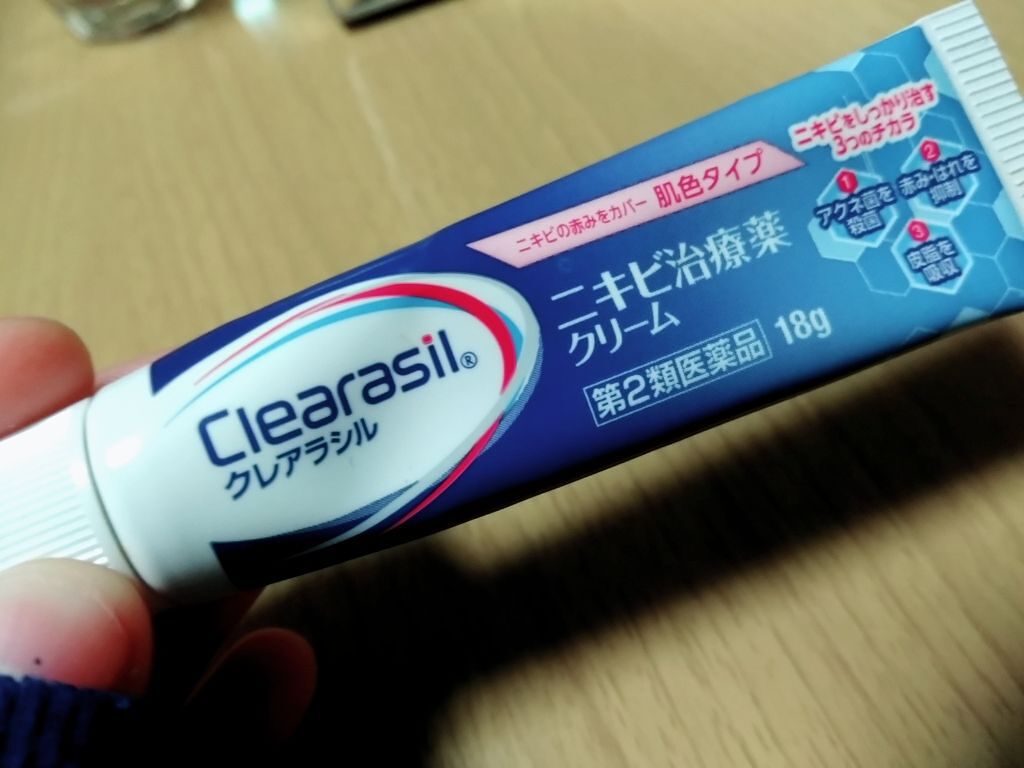 Clearasil®
クレアラシル
ニキビの赤みをカバー 肌色タイプ
ニキビ治療薬
クリーム
第2類医薬品 18g
ニキビをしっかり治す
3つのチカラ
1
アクネ菌を
殺菌
2
赤み・はれを
抑制
3
皮脂を
吸収